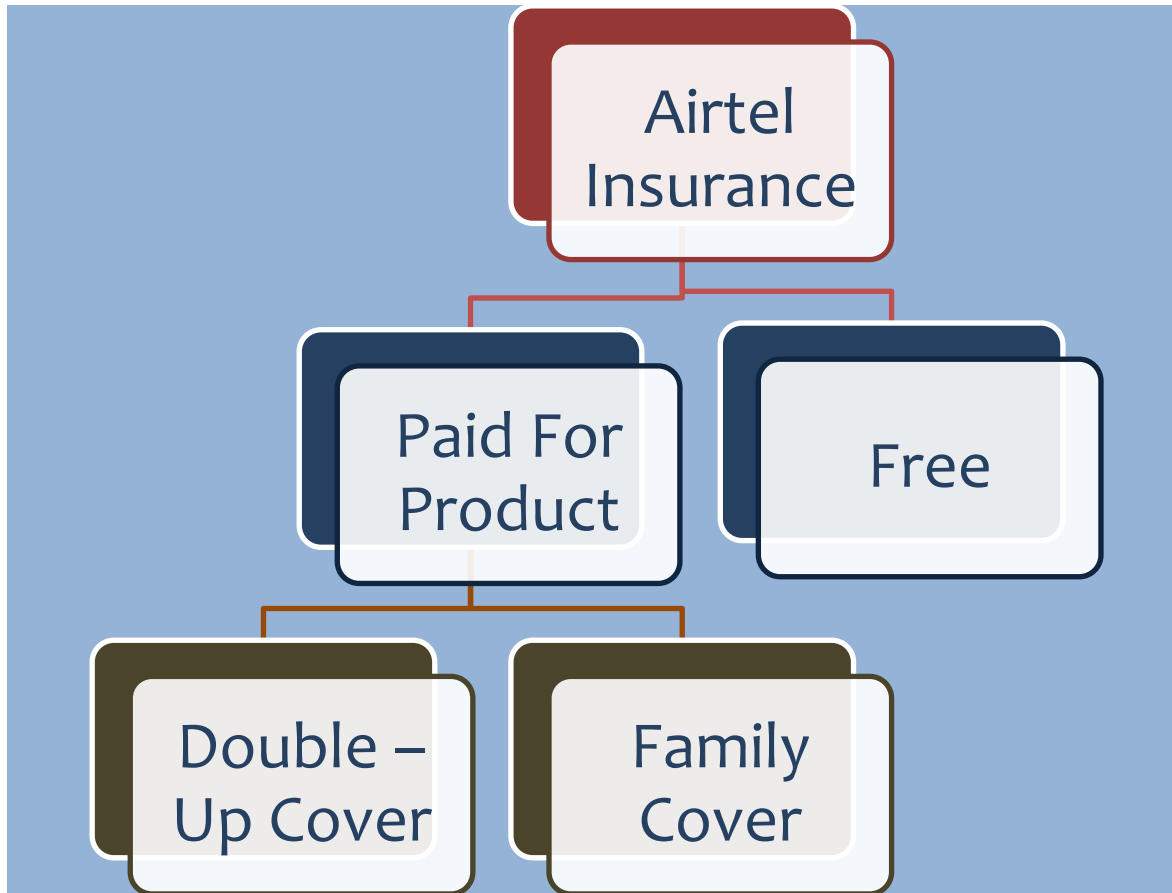 Airtel
Insurance
Paid For
Product
Free
Double –
Up Cover
Family
Cover